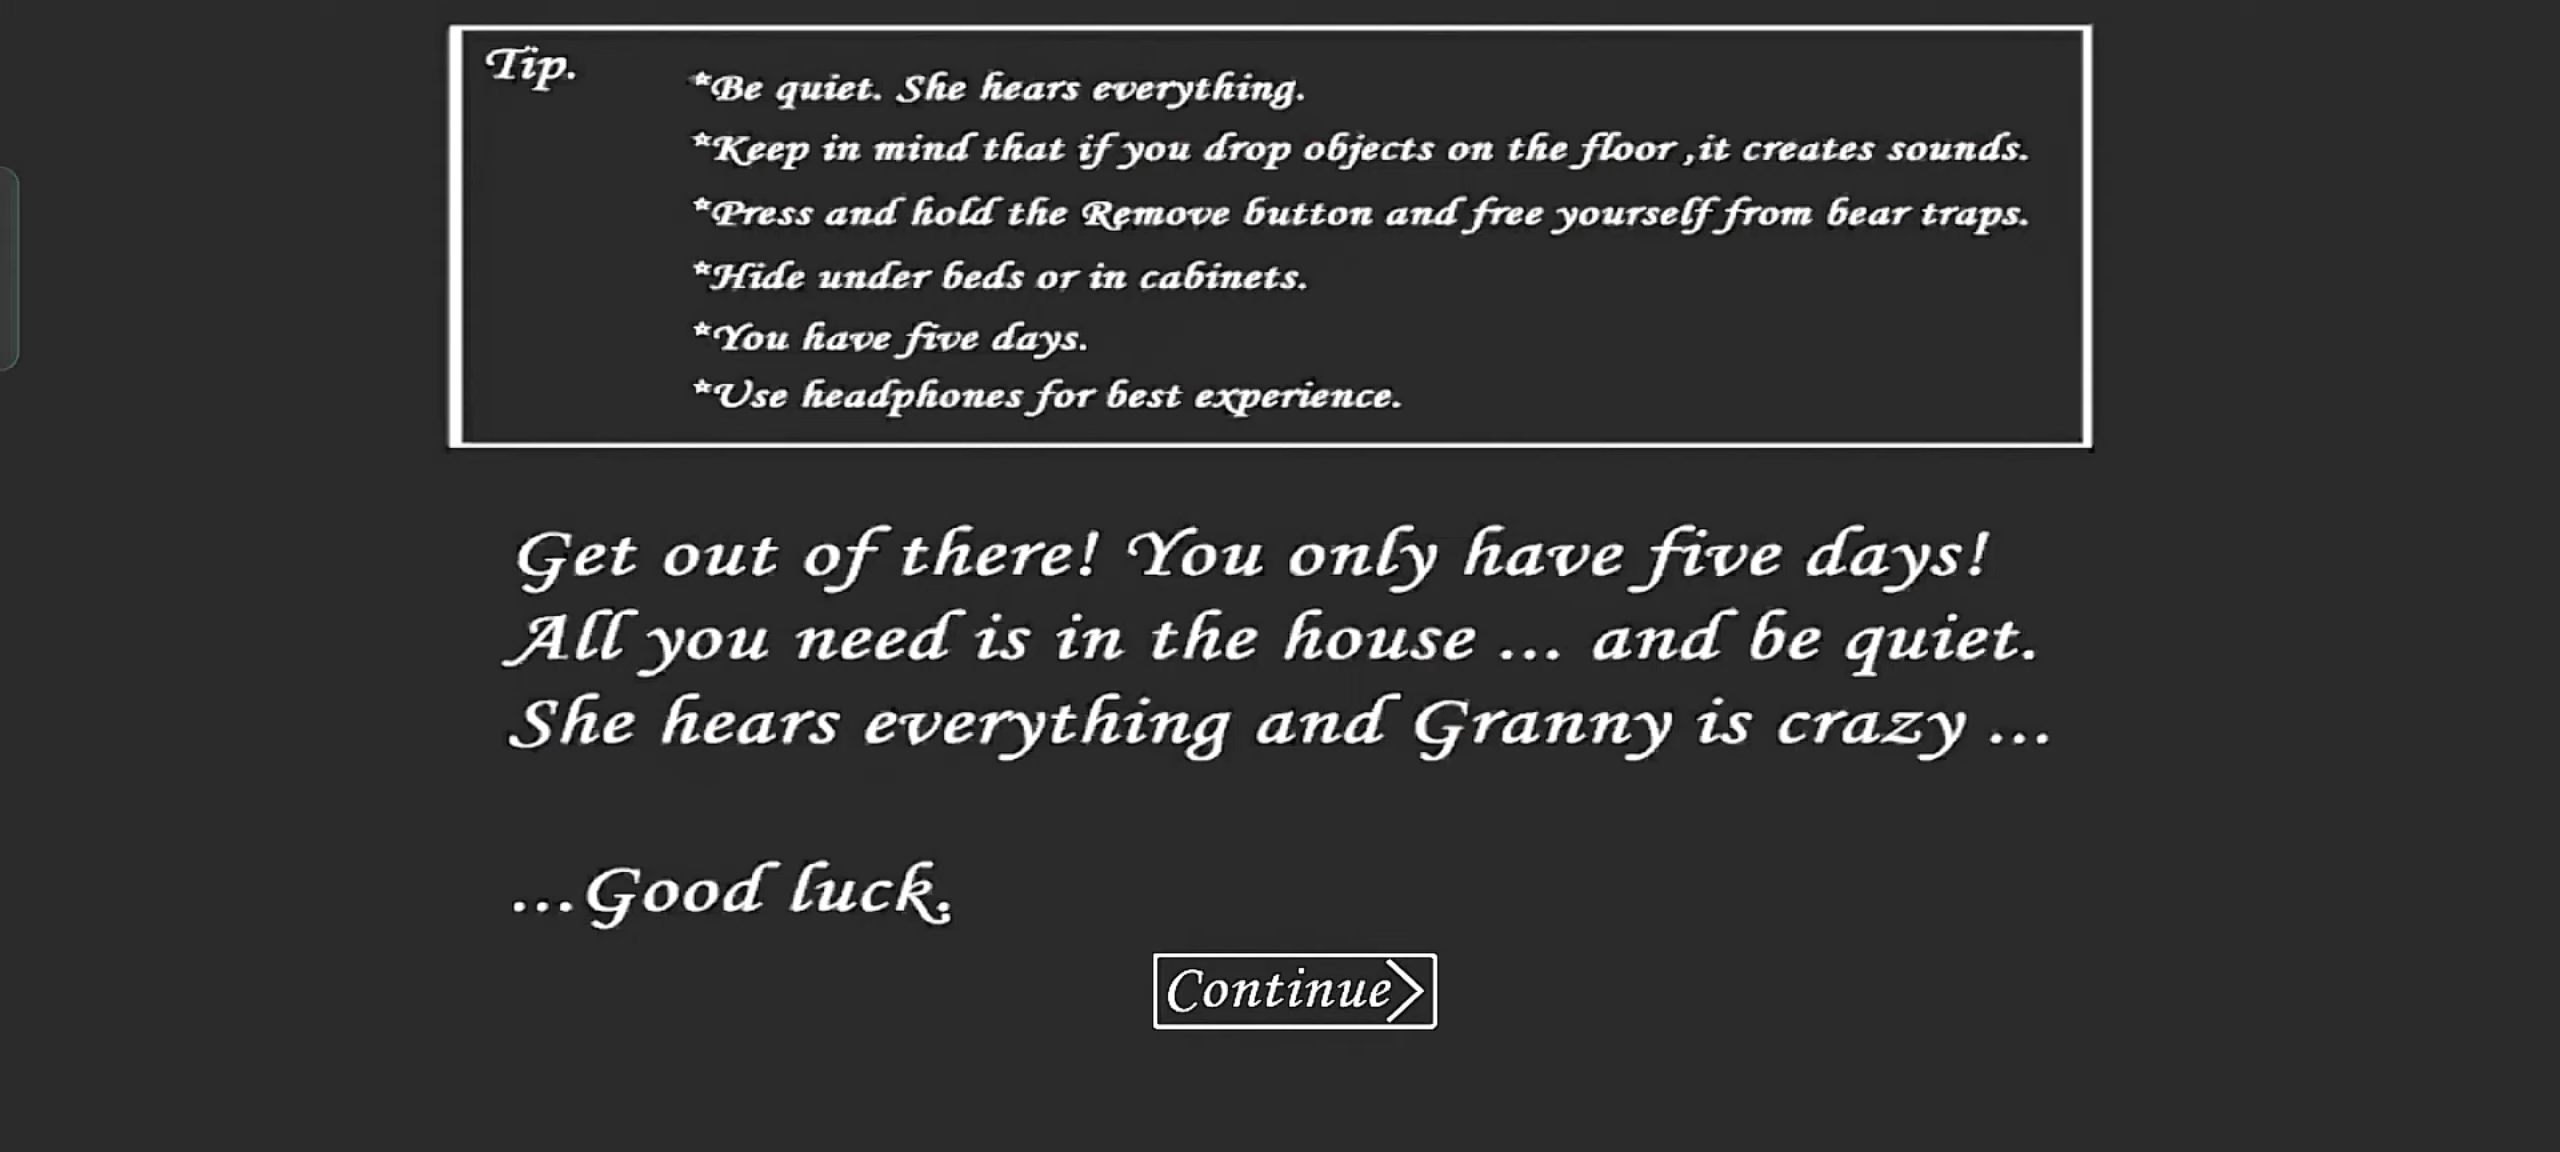 Tip.
*Be quiet. She hears everything.
*Keep in mind that if you drop objects on the floor ,it creates sounds.
*Press and hold the Remove button and free yourself from bear traps.
*Hide under beds or in cabinets.
*You have five days.
*Use headphones for best experience.
Get out of there! You only have five days!
All you need is in the house ... and be quiet.
She hears everything and Granny is crazy ...
...Good luck.
Continue>